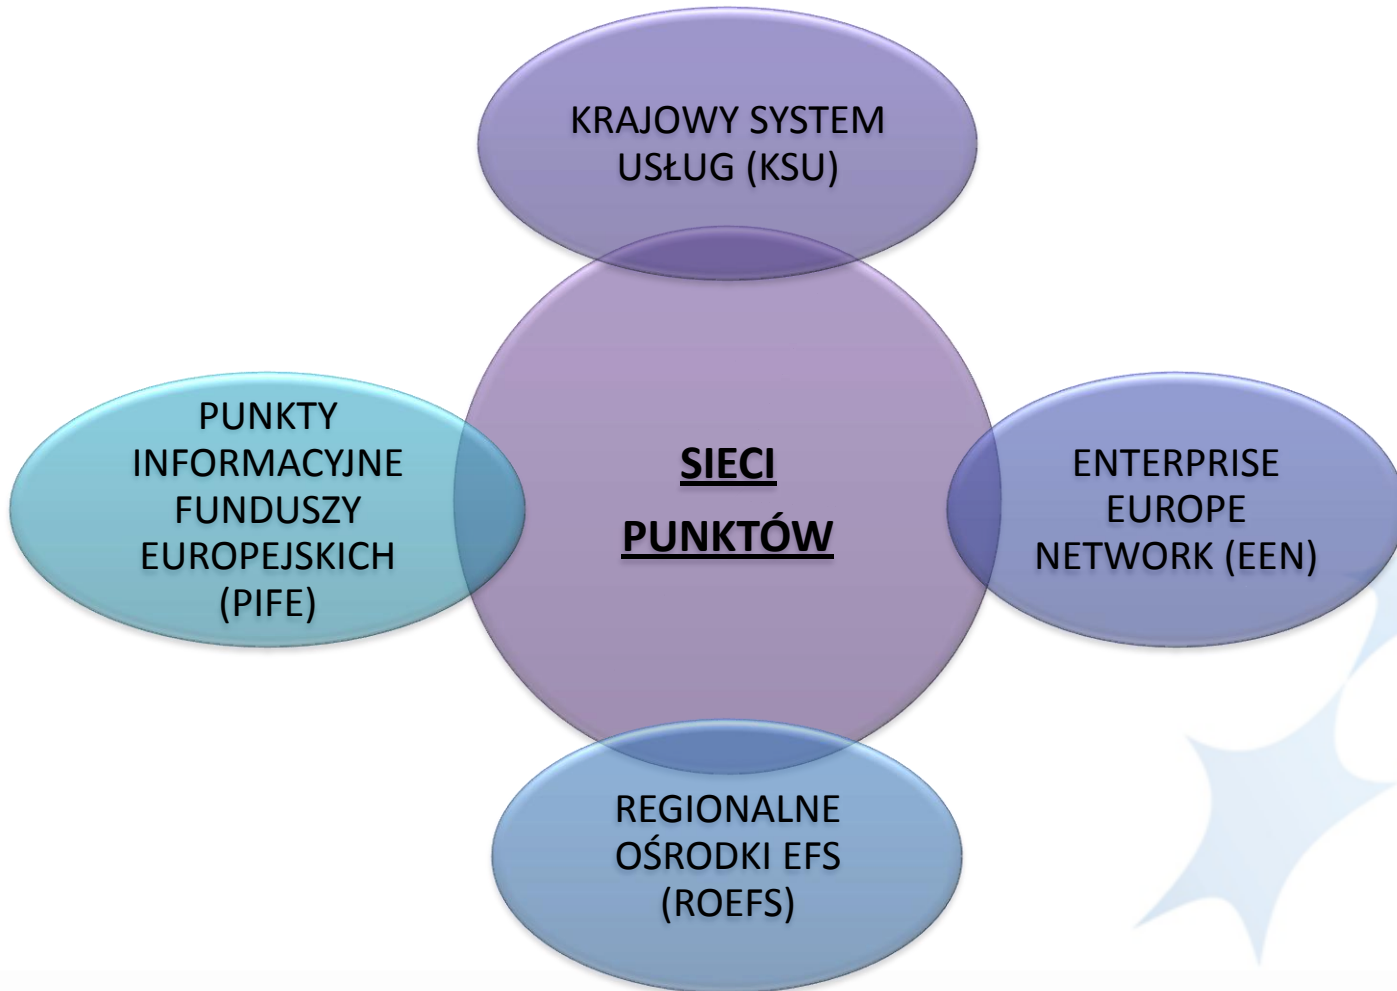 KRAJOWY SYSTEM
USŁUG (KSU)
PUNKTY
INFORMACYJNE
FUNDUSZY
EUROPEJSKICH
(PIFE)
SIECI
PUNKTÓW
ENTERPRISE
EUROPE
NETWORK (EEN)
REGIONALNE
OŚRODKI EFS
(ROEFS)